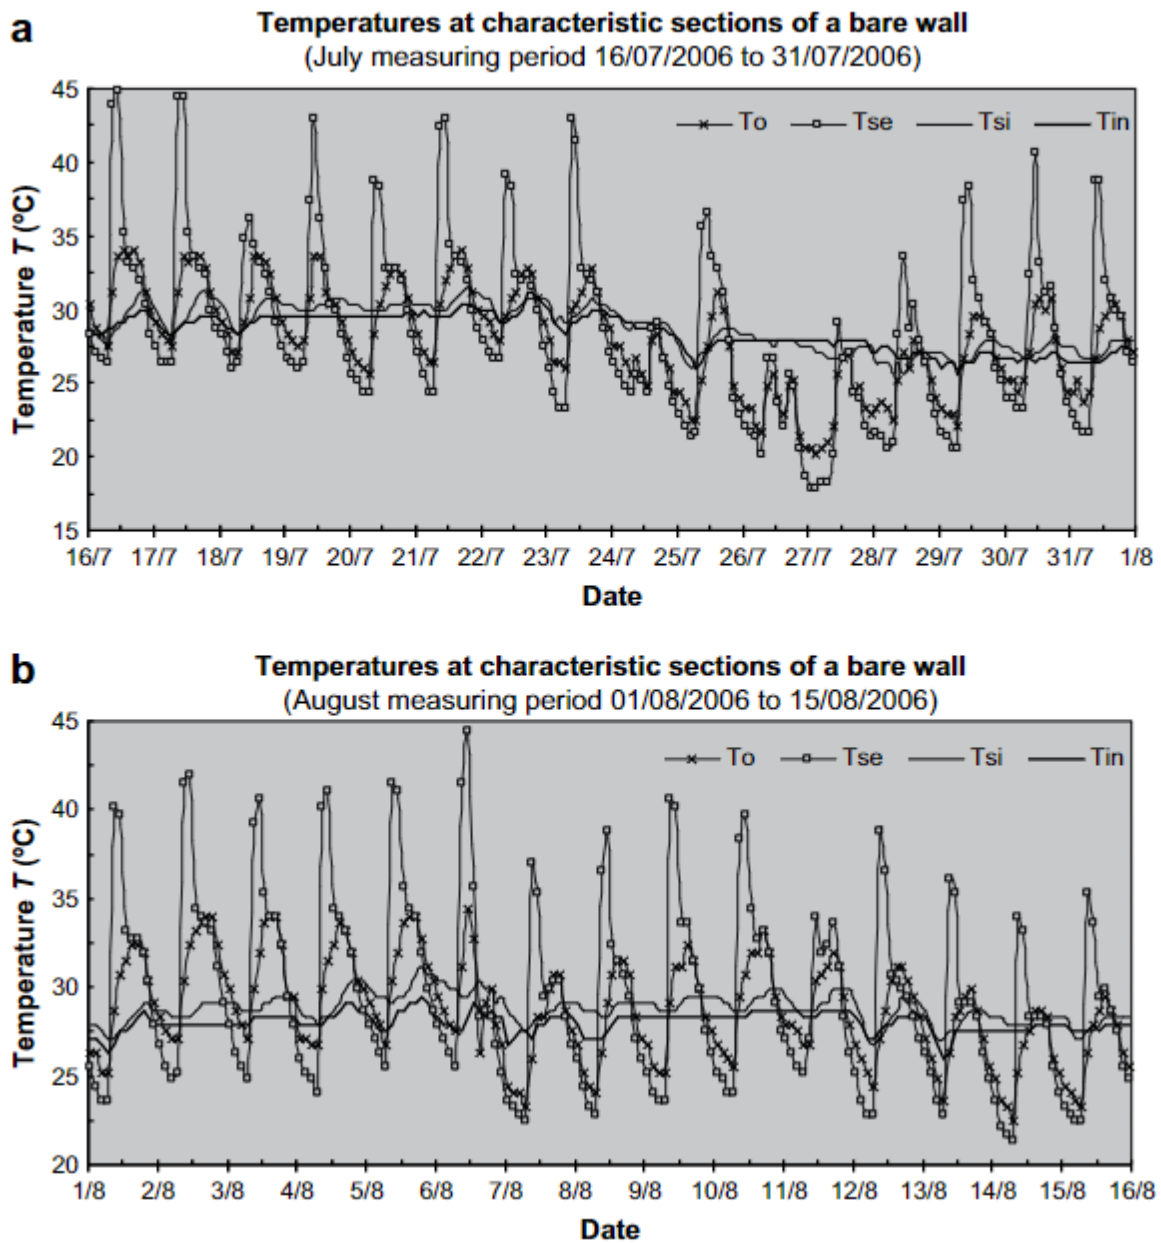 a
Temperatures at characteristic sections of a bare wall
(July measuring period 16/07/2006 to 31/07/2006)
To Tse Tsi Tin
Temperature T (ºC)
45
40
35
30
25
20
15
16/7 17/7 18/7 19/7 20/7 21/7 22/7 23/7 24/7 25/7 26/7 27/7 28/7 29/7 30/7 31/7 1/8
Date
b
Temperatures at characteristic sections of a bare wall
(August measuring period 01/08/2006 to 15/08/2006)
To Tse Tsi Tin
Temperature T (ºC)
45
40
35
30
25
20
1/8 2/8 3/8 4/8 5/8 6/8 7/8 8/8 9/8 10/8 11/8 12/8 13/8 14/8 15/8 16/8
Date